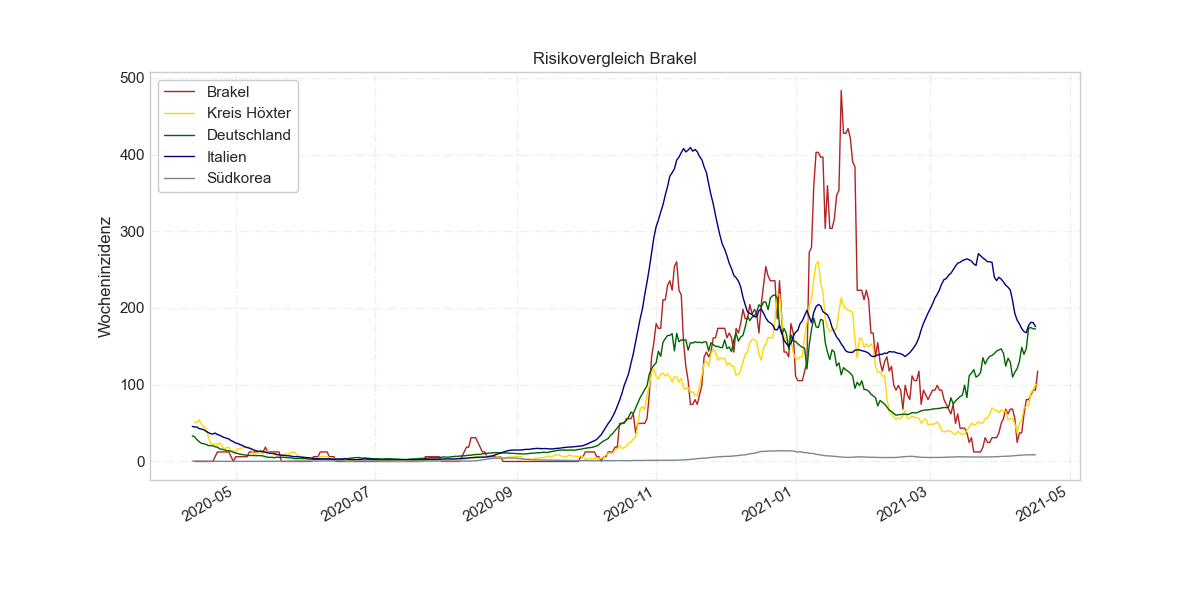 Risikovergleich Brakel
Wocheninzidenz
500
400
300
200
100
0
Brakel
Kreis Höxter
Deutschland
Italien
Südkorea
2020-05
2020-07
2020-09
2020-11
2021-01
2021-03
2021-05